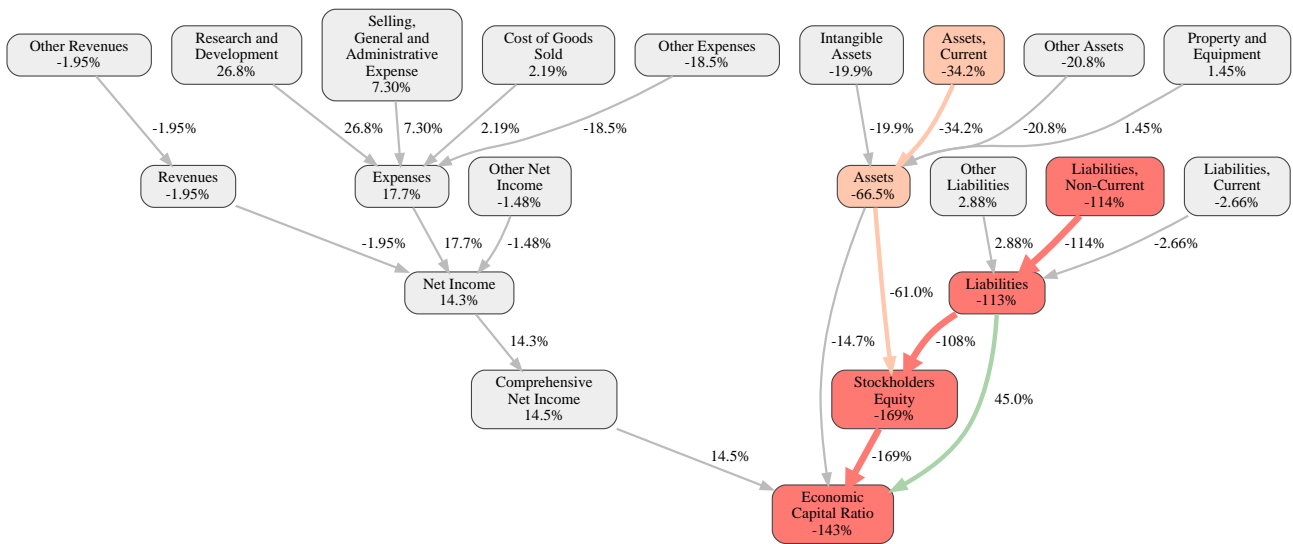 Other Revenues
-1.95%
Research and
Development
26.8%
Selling,
General and
Administrative
Expense
7.30%
Cost of Goods
Sold
2.19%
Other Expenses
-18.5%
Intangible
Assets
-19.9%
Assets,
Current
-34.2%
Other Assets
-20.8%
Property and
Equipment
1.45%
-1.95%
26.8%
7.30%
2.19%
-18.5%
-19.9%
-34.2%
-20.8%
1.45%
Revenues
-1.95%
Expenses
17.7%
Other Net
Income
-1.48%
Assets
-66.5%
Other
Liabilities
2.88%
Liabilities,
Non-Current
-114%
Liabilities,
Current
-2.66%
-1.95%
17.7%
-1.48%
2.88%
-114%
-2.66%
Net Income
14.3%
-61.0%
Liabilities
-113%
14.3%
-14.7%
-108%
Comprehensive
Net Income
14.5%
Stockholders
Equity
-169%
45.0%
14.5%
-169%
Economic
Capital Ratio
-143%